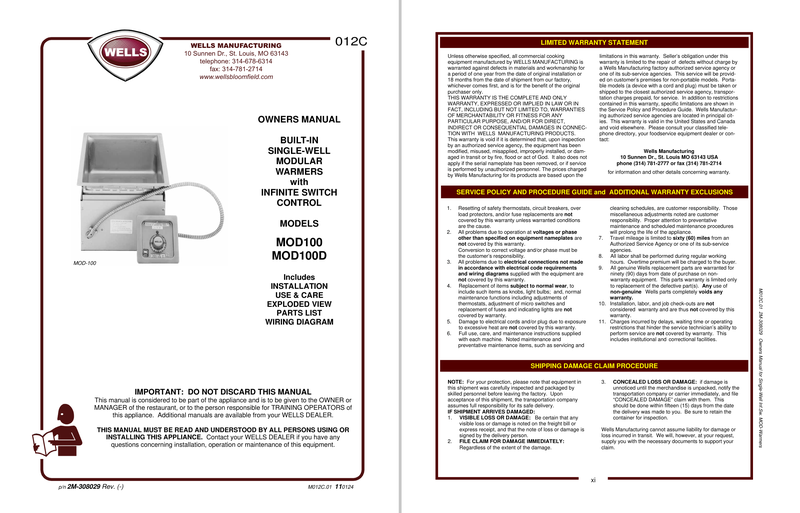 WELLS
WELLS MANUFACTURING
10 Sunnen Dr., St. Louis, MO 63143
telephone: 314-678-6314
fax: 314-781-2714
www.wellsbloomfield.com
012C
OWNERS MANUAL
BUILT-IN
SINGLE-WELL
MODULAR
WARMERS
with
INFINITE SWITCH
CONTROL
MODELS
MOD100
MOD100D
MOD-100
Includes
INSTALLATION
USE & CARE
EXPLODED VIEW
PARTS LIST
WIRING DIAGRAM
IMPORTANT: DO NOT DISCARD THIS MANUAL
This manual is considered to be part of the appliance and is to be given to the OWNER or
MANAGER of the restaurant, or to the person responsible for TRAINING OPERATORS of
this appliance. Additional manuals are available from your WELLS DEALER.
THIS MANUAL MUST BE READ AND UNDERSTOOD BY ALL PERSONS USING OR
INSTALLING THIS APPLIANCE. Contact your WELLS DEALER if you have any
questions concerning installation, operation or maintenance of this equipment.
p/n 2M-308029 Rev. (-)
M012C.01 110124
LIMITED WARRANTY STATEMENT
Unless otherwise specified, all commercial cooking
equipment manufactured by WELLS MANUFACTURING is
warranted against defects in materials and workmanship for
a period of one year from the date of original installation or
18 months from the date of shipment from our factory,
whichever comes first, and is for the benefit of the original
purchaser only.
THIS WARRANTY IS THE COMPLETE AND ONLY
WARRANTY, EXPRESSED OR IMPLIED IN LAW OR IN
FACT, INCLUDING BUT NOT LIMITED TO, WARRANTIES
OF MERCHANTABILITY OR FITNESS FOR ANY
PARTICULAR PURPOSE, AND/OR FOR DIRECT,
INDIRECT OR CONSEQUENTIAL DAMAGES IN CONNEC-
TION WITH WELLS MANUFACTURING PRODUCTS.
This warranty is void if it is determined that, upon inspection
by an authorized service agency, the equipment has been
modified, misused, misapplied, improperly installed, or dam-
aged in transit or by fire, flood or act of God. It also does not
apply if the serial nameplate has been removed, or if service
is performed by unauthorized personnel. The prices charged
by Wells Manufacturing for its products are based upon the
limitations in this warranty. Seller's obligation under this
warranty is limited to the repair of defects without charge by
a Wells Manufacturing factory authorized service agency or
one of its sub-service agencies. This service will be provid-
ed on customer's premises for non-portable models. Porta-
ble models (a device with a cord and plug) must be taken or
shipped to the closest authorized service agency, transpor-
tation charges prepaid, for service. In addition to restrictions
contained in this warranty, specific limitations are shown in
the Service Policy and Procedure Guide. Wells Manufactur-
ing authorized service agencies are located in principal cit-
ies. This warranty is valid in the United States and Canada
and void elsewhere. Please consult your classified tele-
phone directory, your foodservice equipment dealer or con-
tact:
Wells Manufacturing
10 Sunnen Dr., St. Louis MO 63143 USA
phone (314) 781-2777 or fax (314) 781-2714
for information and other details concerning warranty.
SERVICE POLICY AND PROCEDURE GUIDE and ADDITIONAL WARRANTY EXCLUSIONS
1. Resetting of safety thermostats, circuit breakers, over
load protectors, and/or fuse replacements are not
covered by this warranty unless warranted conditions
are the cause.
2. All problems due to operation at voltages or phase
other than specified on equipment nameplates are
not covered by this warranty.
Conversion to correct voltage and/or phase must be
the customer's responsibility.
3. All problems due to electrical connections not made
in accordance with electrical code requirements
and wiring diagrams supplied with the equipment are
not covered by this warranty.
4. Replacement of items subject to normal wear, to
include such items as knobs, light bulbs; and, normal
maintenance functions including adjustments of
thermostats, adjustment of micro switches and
replacement of fuses and indicating lights are not
covered by warranty.
5. Damage to electrical cords and/or plug due to exposure
to excessive heat are not covered by this warranty.
6. Full use, care, and maintenance instructions supplied
with each machine. Noted maintenance and
preventative maintenance items, such as servicing and
cleaning schedules, are customer responsibility. Those
miscellaneous adjustments noted are customer
responsibility. Proper attention to preventative
maintenance and scheduled maintenance procedures
will prolong the life of the appliance.
7. Travel mileage is limited to sixty (60) miles from an
Authorized Service Agency or one of its sub-service
agencies.
8. All labor shall be performed during regular working
hours. Overtime premium will be charged to the buyer.
9. All genuine Wells replacement parts are warranted for
ninety (90) days from date of purchase on non-
warranty equipment. This parts warranty is limited only
to replacement of the defective part(s). Any use of
non-genuine Wells parts completely voids any
warranty.
10. Installation, labor, and job check-outs are not
considered warranty and are thus not covered by this
warranty.
11. Charges incurred by delays, waiting time or operating
restrictions that hinder the service technician's ability to
perform service are not covered by warranty. This
includes institutional and correctional facilities.
SHIPPING DAMAGE CLAIM PROCEDURE
NOTE: For your protection, please note that equipment in
this shipment was carefully inspected and packaged by
skilled personnel before leaving the factory. Upon
acceptance of this shipment, the transportation company
assumes full responsibility for its safe delivery.
IF SHIPMENT ARRIVES DAMAGED:
1. VISIBLE LOSS OR DAMAGE: Be certain that any
visible loss or damage is noted on the freight bill or
express receipt, and that the note of loss or damage is
signed by the delivery person.
2. FILE CLAIM FOR DAMAGE IMMEDIATELY:
Regardless of the extent of the damage.
3. CONCEALED LOSS OR DAMAGE: if damage is
unnoticed until the merchandise is unpacked, notify the
transportation company or carrier immediately, and file
"CONCEALED DAMAGE" claim with them. This
should be done within fifteen (15) days from the date
the delivery was made to you. Be sure to retain the
container for inspection.
Wells Manufacturing cannot assume liability for damage or
loss incurred in transit. We will, however, at your request,
supply you with the necessary documents to support your
claim.
xi
M012C.01 2M-308029 Owners Manual for Single-Well Inf.Sw. MOD-Warmers